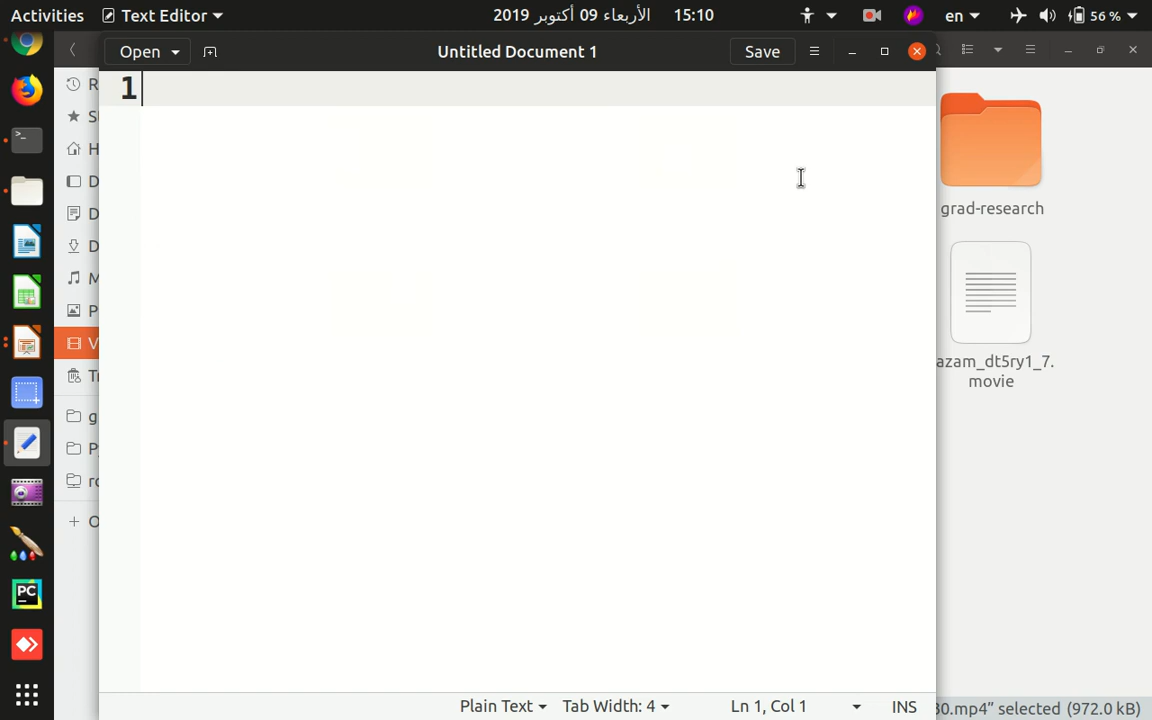 Activities Text Editor الأربعاء 09 أكتوبر 2019 15:10 en 56 %
Open Untitled Document 1 Save
1
grad-research
azam_dt5ry1_7.
movie
PC
Plain Text Tab Width: 4 Ln 1, Col 1 INS
30.mp4” selected (972.0 kB)